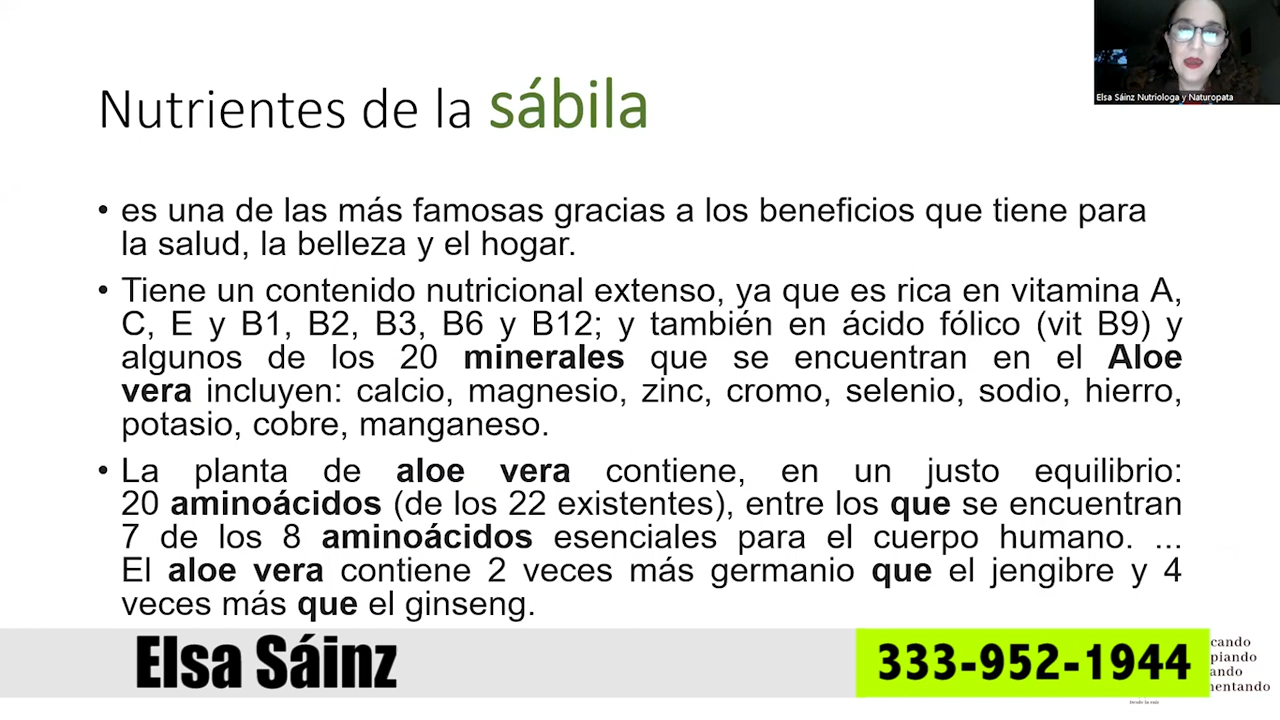 Elsa Sáinz Nutriologa y Naturopata
Nutrientes de la sábila
• es una de las más famosas gracias a los beneficios que tiene para
la salud, la belleza y el hogar.
• Tiene un contenido nutricional extenso, ya que es rica en vitamina A,
C, E y B1, B2, B3, B6 y B12; y también en ácido fólico (vit B9) y
algunos de los 20 minerales que se encuentran en el Aloe
vera incluyen: calcio, magnesio, zinc, cromo, selenio, sodio, hierro,
potasio, cobre, manganeso.
• La planta de aloe vera contiene, en un justo equilibrio:
20 aminoácidos (de los 22 existentes), entre los que se encuentran
7 de los 8 aminoácidos esenciales para el cuerpo humano. ...
El aloe vera contiene 2 veces más germanio que el jengibre y 4
veces más que el ginseng.
Elsa Sáinz
333-952-1944
cando
piando
ando
mentando